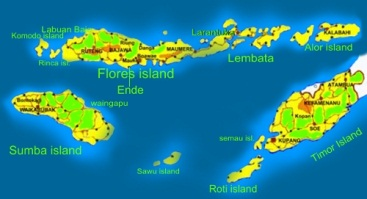 Labuan Bajo
Komodo island
Rinca isl.
RUTENG
BAJAWA
MAUMERE
Larantuka
Lembata
KALABAHI
Alor Island
Flores island
Ende
waingapu
WAIKABUBAK
Sumba island
Sawu island
ATAMBUA
KEFAMENANU
SOE
KUPANG
semau isl.
Timor Island
Roti island